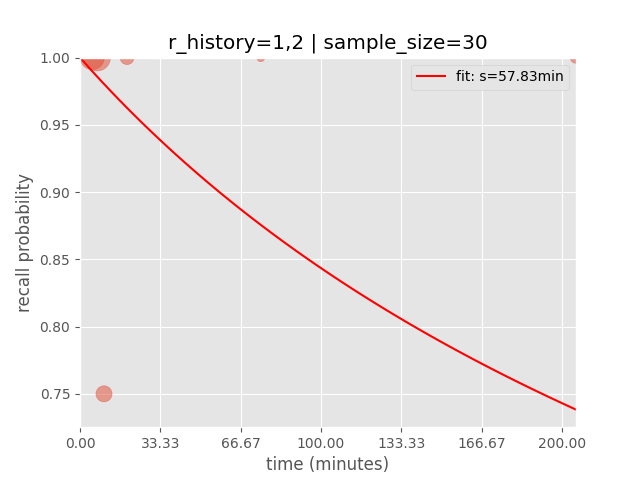 r_history=1,2 | sample_size=30
fit: s=57.83min
recall probability
1.00
0.95
0.90
0.85
0.80
0.75
0.00 33.33 66.67 100.00 133.33 166.67 200.00
time (minutes)